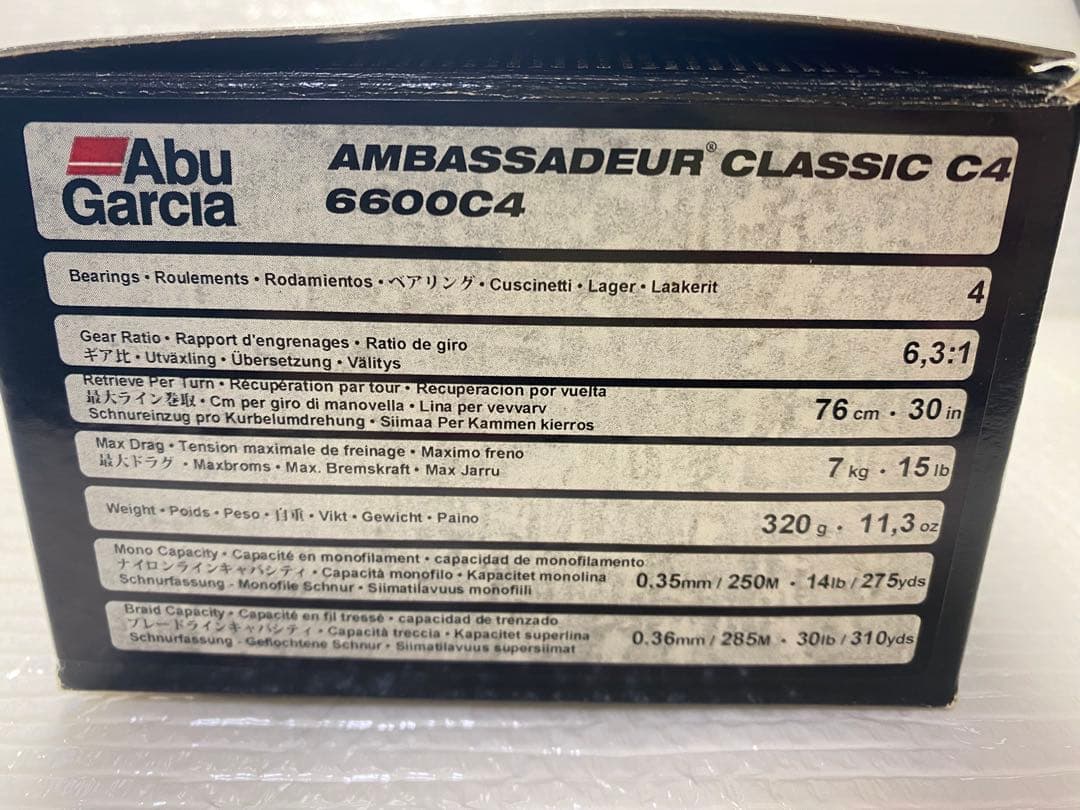 Abu Garcia
AMBASSADEUR® CLASSIC C4
6600C4
Bearings • Roulements • Rodamientos • ベアリング • Cuscinetti • Lager • Laakerit
4
Gear Ratio • Rapport d'engrenages • Ratio de giro
ギア比 • Utväxling • Übersetzung • Välitys
6,3:1
Retrieve Per Turn • Récupération par tour • Recuperacion por vuelta
最大ライン巻取 • Cm per giro di manovella • Lina per vevvarv
Schnureinzug pro Kurbelumdrehung • Siimaa Per Kammen kierros
76 cm • 30 in
Max Drag • Tension maximale de freinage • Maximo freno
最大ドラグ • Maxbroms • Max. Bremskraft • Max Jarru
7 kg • 15 lb
Weight • Poids • Peso • 自重 • Vikt • Gewicht • Paino
320 g • 11,3 oz
Mono Capacity • Capacité en monofilament • capacidad de monofilamento
ナイロンラインキャパシティ • Capacità monofilo • Kapacitet monolina
Schnurfassung - Monofile Schnur • Siimatilavuus monofiili
0.35mm / 250M • 14lb / 275yds
Braid Capacity • Capacité en fil tressé • capacidad de trenzado
ブレードラインキャパシティ • Capacità treccia • Kapacitet superlina
Schnurfassung - Geflochtene Schnur • Siimatilavuus supersiimat
0.36mm / 285M • 30lb / 310yds